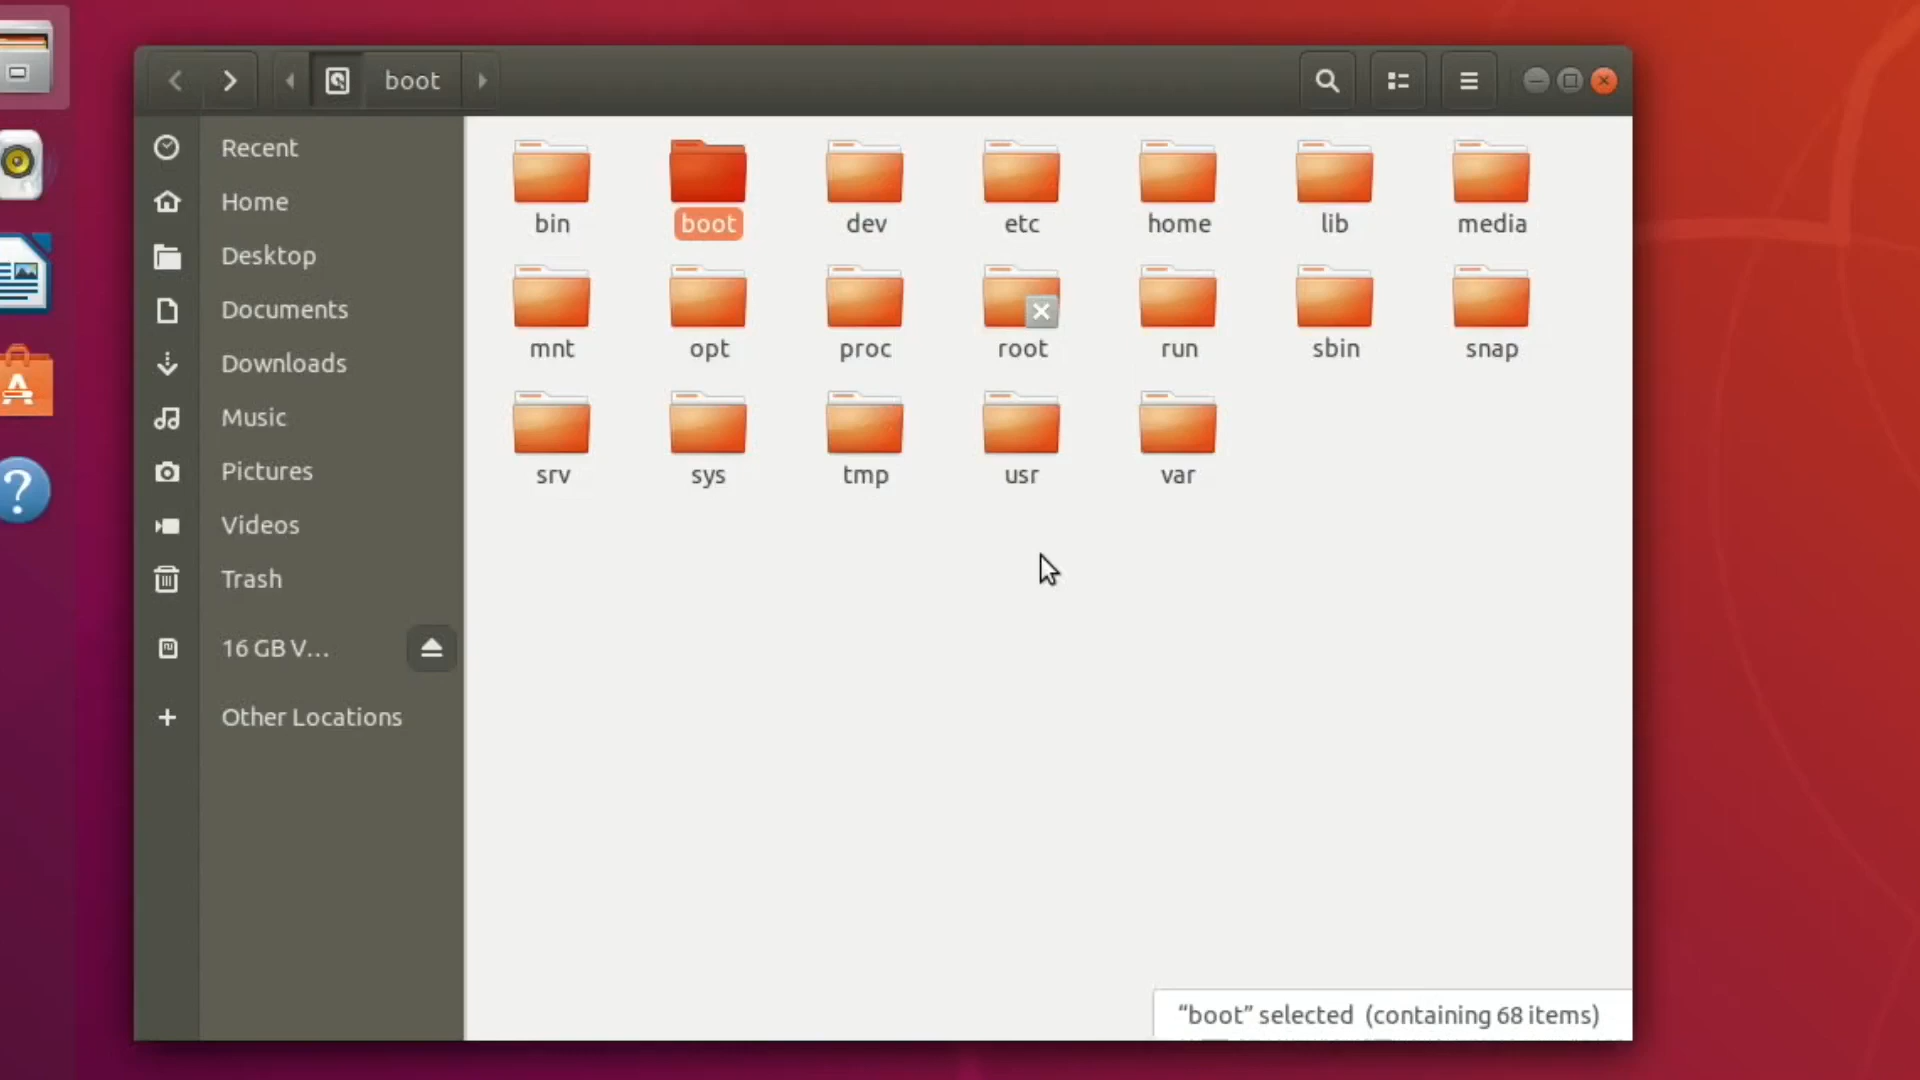 boot
Recent
Home
Desktop
Documents
Downloads
Music
Pictures
Videos
Trash
16 GB V...
Other Locations
bin boot dev etc home lib media
mnt opt proc root run sbin snap
srv sys tmp usr var
“boot” selected (containing 68 items)